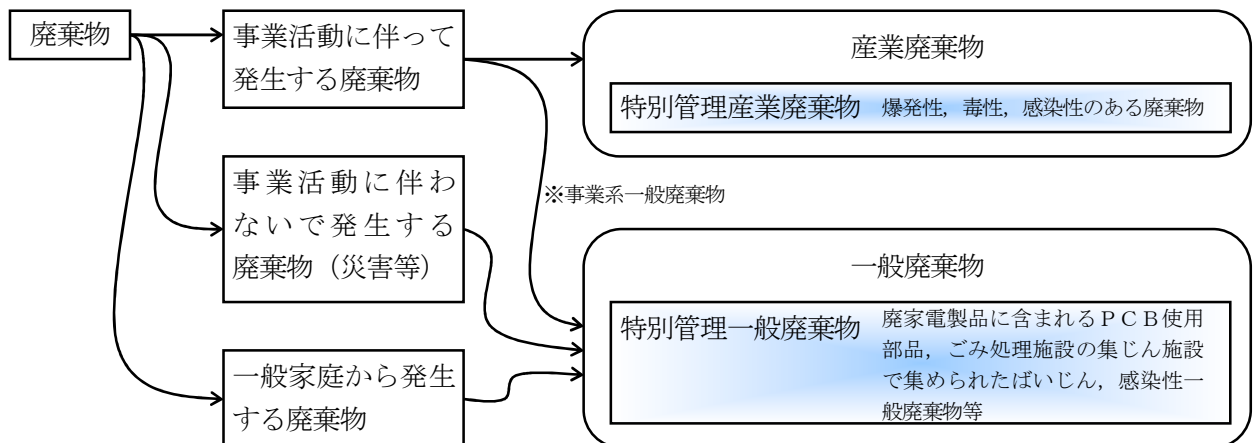 廃棄物
事業活動に伴って
発生する廃棄物
事業活動に伴わ
ないで発生する
廃棄物（災害等）
一般家庭から発生
する廃棄物
※事業系一般廃棄物
産業廃棄物
特別管理産業廃棄物　爆発性，毒性，感染性のある廃棄物
一般廃棄物
特別管理一般廃棄物
廃家電製品に含まれるＰＣＢ使用
部品，ごみ処理施設の集じん施設
で集められたばいじん，感染性一
般廃棄物等